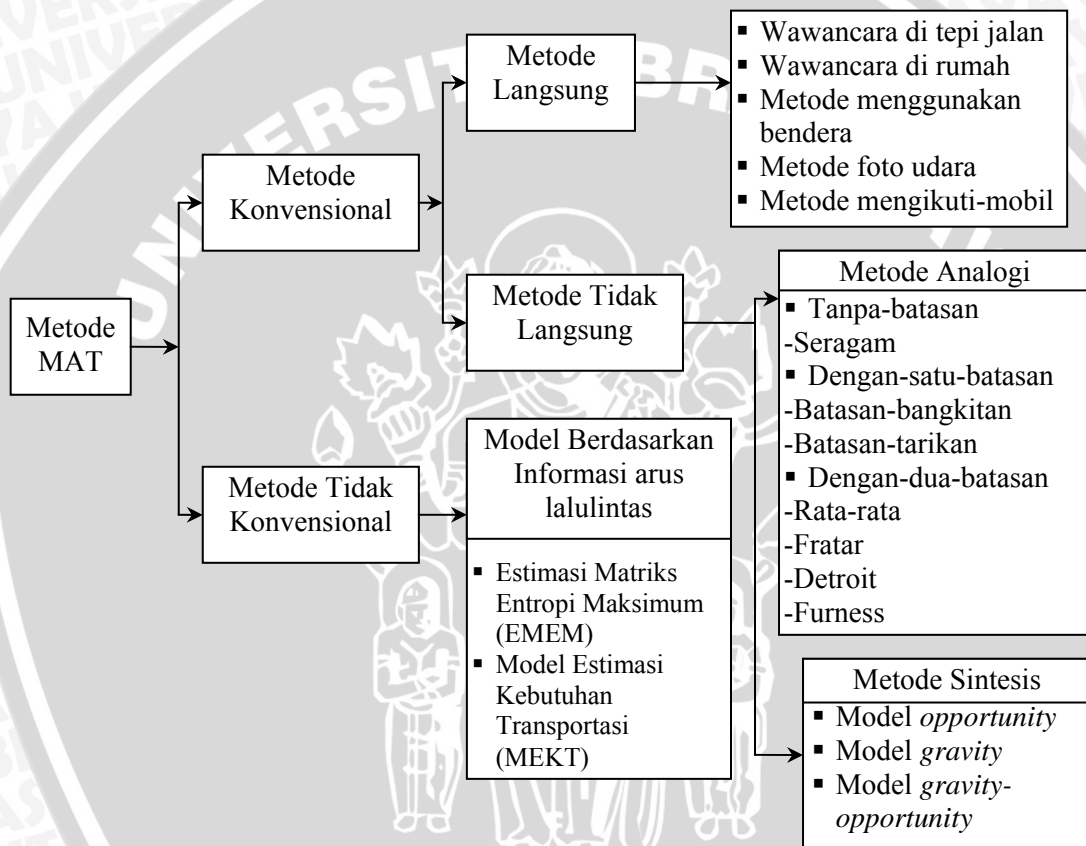 Metode
MAT
Metode
Konvensional
Metode Tidak
Konvensional
Metode
Langsung
Metode Tidak
Langsung
Model Berdasarkan
Informasi arus
lalulintas
▪ Estimasi Matriks
Entropi Maksimum
(EMEM)
▪ Model Estimasi
Kebutuhan
Transportasi
(MEKT)
▪ Wawancara di tepi jalan
▪ Wawancara di rumah
▪ Metode menggunakan
bendera
▪ Metode foto udara
▪ Metode mengikuti-mobil
Metode Analogi
▪ Tanpa-batasan
-Seragam
▪ Dengan-satu-batasan
-Batasan-bangkitan
-Batasan-tarikan
▪ Dengan-dua-batasan
-Rata-rata
-Fratar
-Detroit
-Furness
Metode Sintesis
▪ Model opportunity
▪ Model gravity
▪ Model gravity-
opportunity